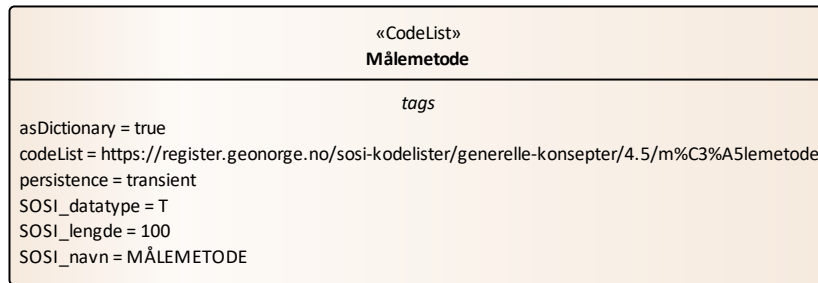 «CodeList»
Målemetode
tags
asDictionary = true
codeList = https://register.geonorge.no/sosi-kodelister/generelle-konsepter/4.5/m%C3%A5lemetode
persistence = transient
SOSI_datatype = T
SOSI_lengde = 100
SOSI_navn = MÅLEMETODE